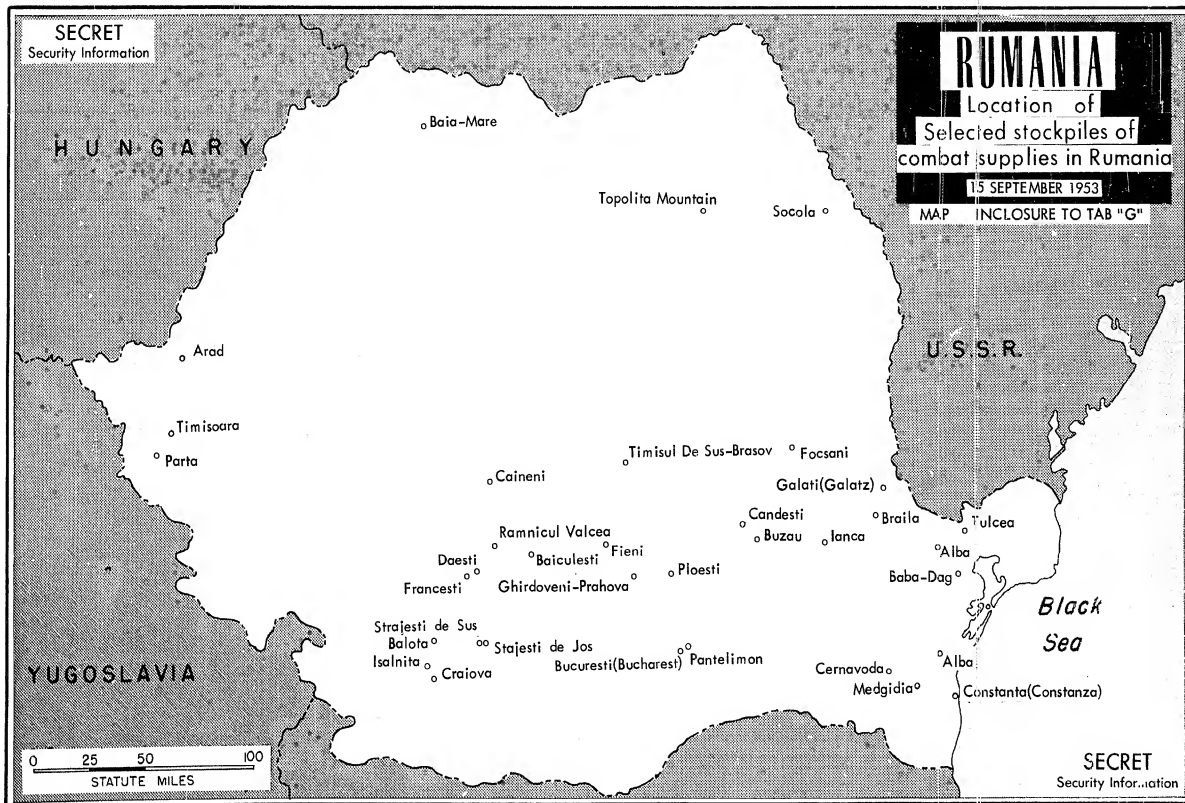 SECRET
Security Information
RUMANIA
Location of
Selected stockpiles of
combat supplies in Rumania
15 SEPTEMBER 1953
MAP INCLOSURE TO TAB "G"
HUNGARY
Baia-Mare
Topolita Mountain
Socola
Arad
U.S.S.R.
Timisoara
Parta
Timisul De Sus-Brasov
Focsani
Caineni
Galati(Galatz)
Candesti
Braila
Tulcea
Ramnicul Valcea
Buzau
Ianca
Daesti
Baiculesti
Fieni
Alba
Francesti
Ghirdoveni-Prahova
Ploesti
Baba-Dag
Black
Sea
Strajesti de Sus
Balota
Stajesti de Jos
Isalnita
Bucuresti(Bucharest)
Pantelimon
Alba
YUGOSLAVIA
Craiova
Cernavoda
Medgidia
Constanta(Constanza)
0 25 50 100
STATUTE MILES
SECRET
Security Infor..ation